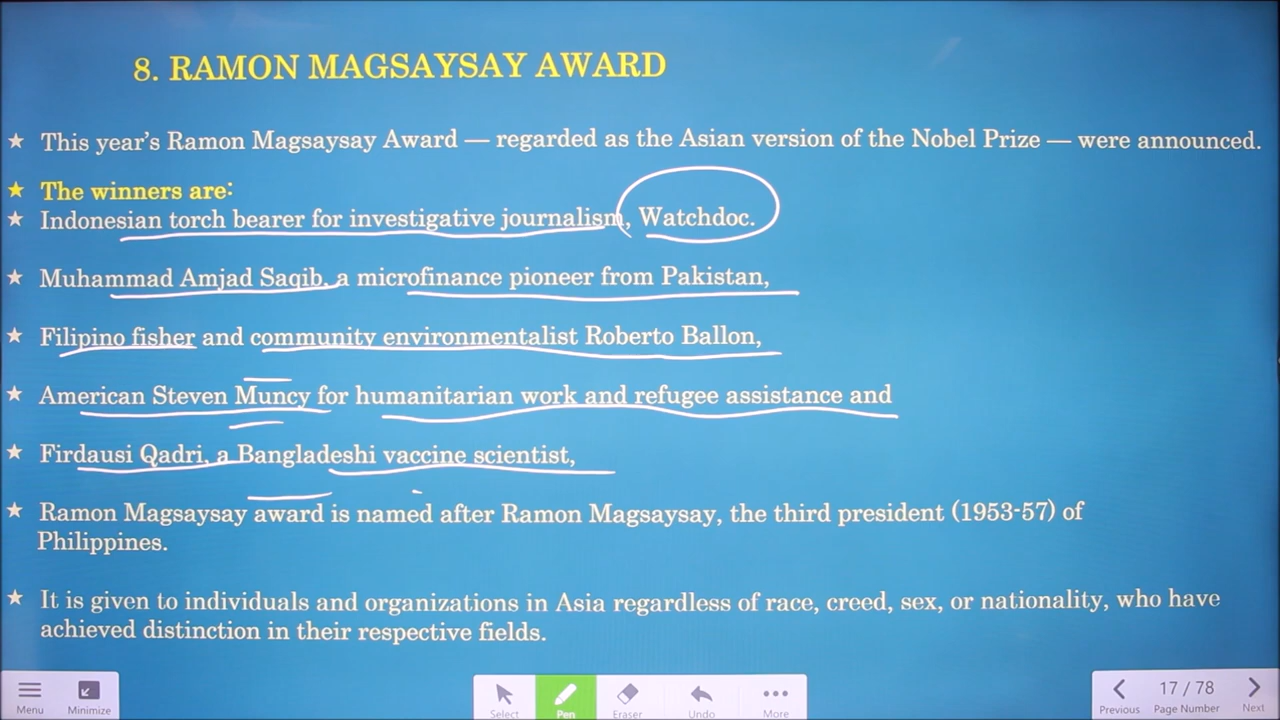 8. RAMON MAGSAYSAY AWARD
★ This year's Ramon Magsaysay Award — regarded as the Asian version of the Nobel Prize — were announced.
★ The winners are:
★ Indonesian torch bearer for investigative journalism, Watchdoc.
★ Muhammad Amjad Saqib, a microfinance pioneer from Pakistan,
★ Filipino fisher and community environmentalist Roberto Ballon,
★ American Steven Muncy for humanitarian work and refugee assistance and
★ Firdausi Qadri, a Bangladeshi vaccine scientist,
★ Ramon Magsaysay award is named after Ramon Magsaysay, the third president (1953-57) of
Philippines.
★ It is given to individuals and organizations in Asia regardless of race, creed, sex, or nationality, who have
achieved distinction in their respective fields.
Menu Minimize Select Pen Eraser Undo More Previous 17 / 78 Page Number Next